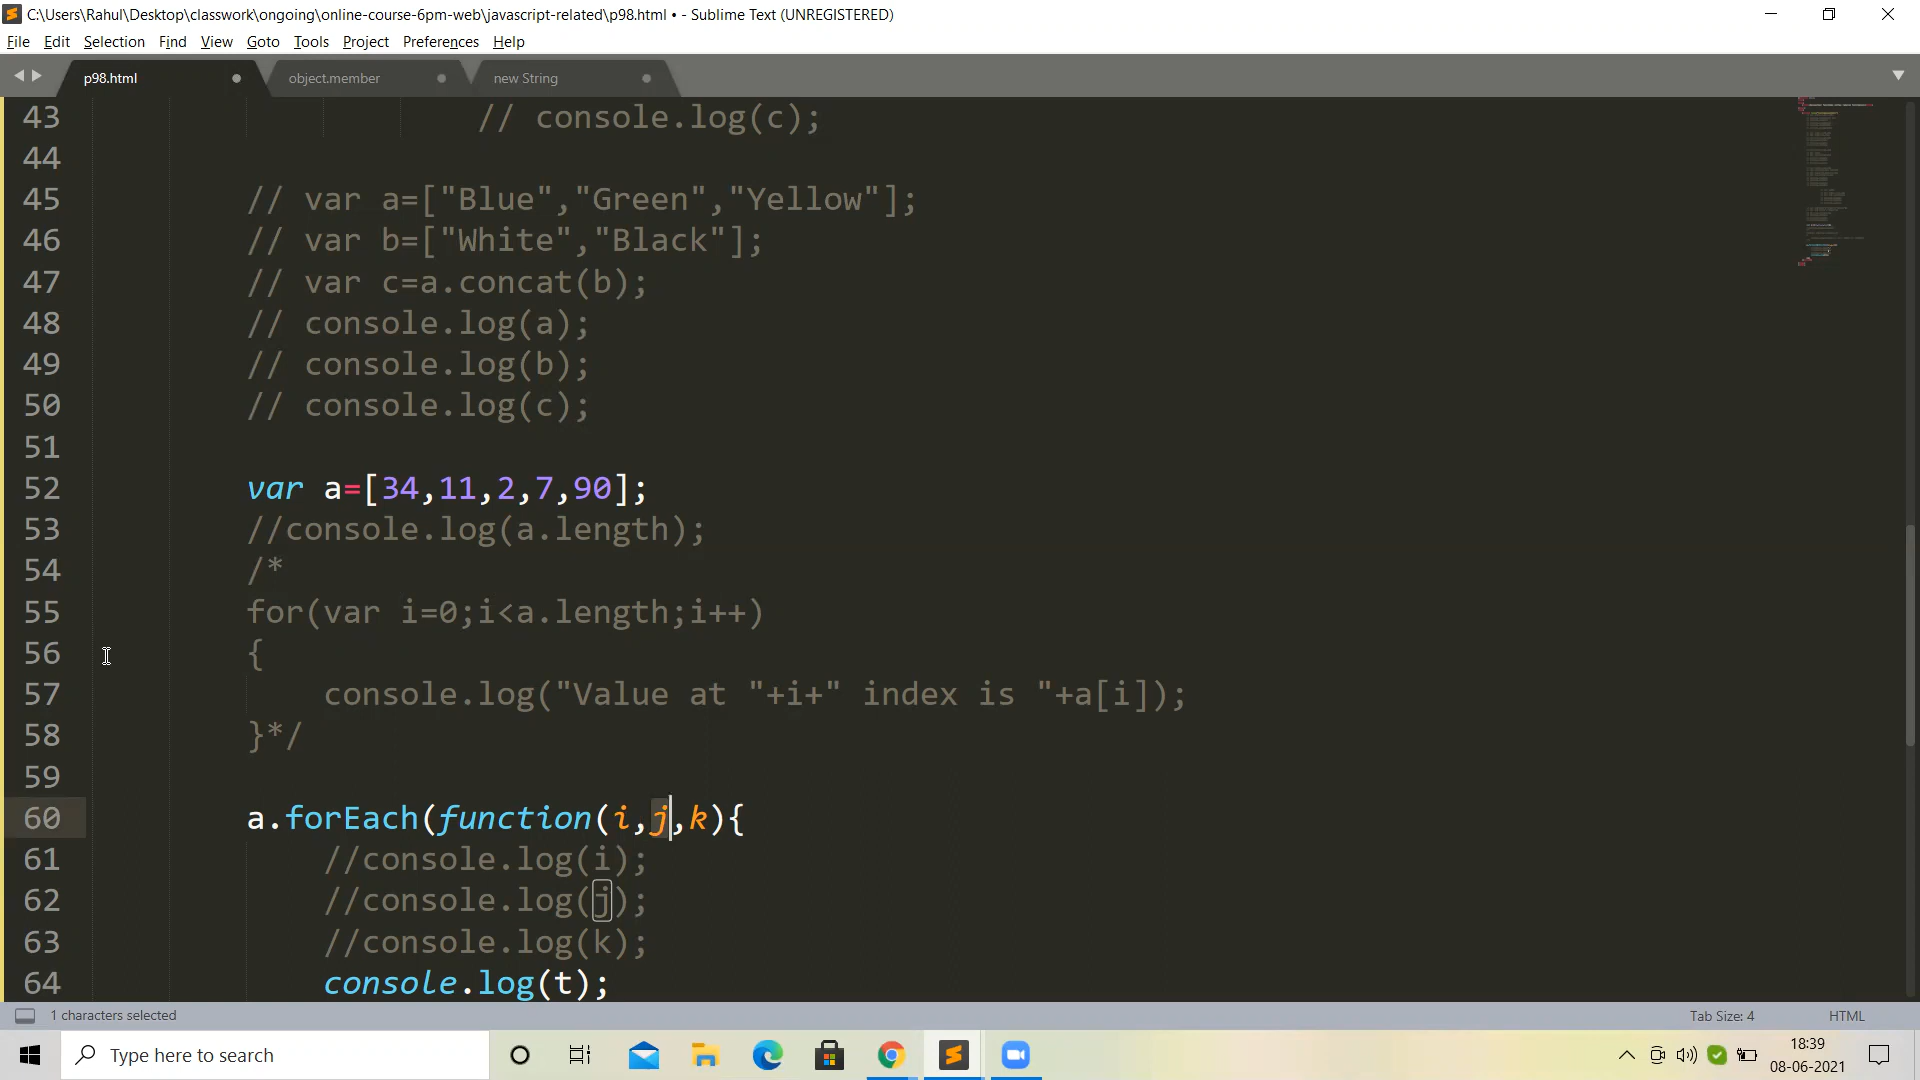 C:\Users\Rahul\Desktop\classwork\ongoing\online-course-6pm-web\javascript-related\p98.html • - Sublime Text (UNREGISTERED)
File Edit Selection Find View Goto Tools Project Preferences Help
p98.html object.member new String
43 // console.log(c);
44
45 // var a=["Blue","Green","Yellow"];
46 // var b=["White","Black"];
47 // var c=a.concat(b);
48 // console.log(a);
49 // console.log(b);
50 // console.log(c);
51
52 var a=[34,11,2,7,90];
53 //console.log(a.length);
54 /*
55 for(var i=0;i<a.length;i++)
56 {
57 console.log("Value at "+i+" index is "+a[i]);
58 }*/
59
60 a.forEach(function(i,j,k){
61 //console.log(i);
62 //console.log(j);
63 //console.log(k);
64 console.log(t);
1 characters selected Tab Size: 4 HTML
Type here to search
18:39
08-06-2021